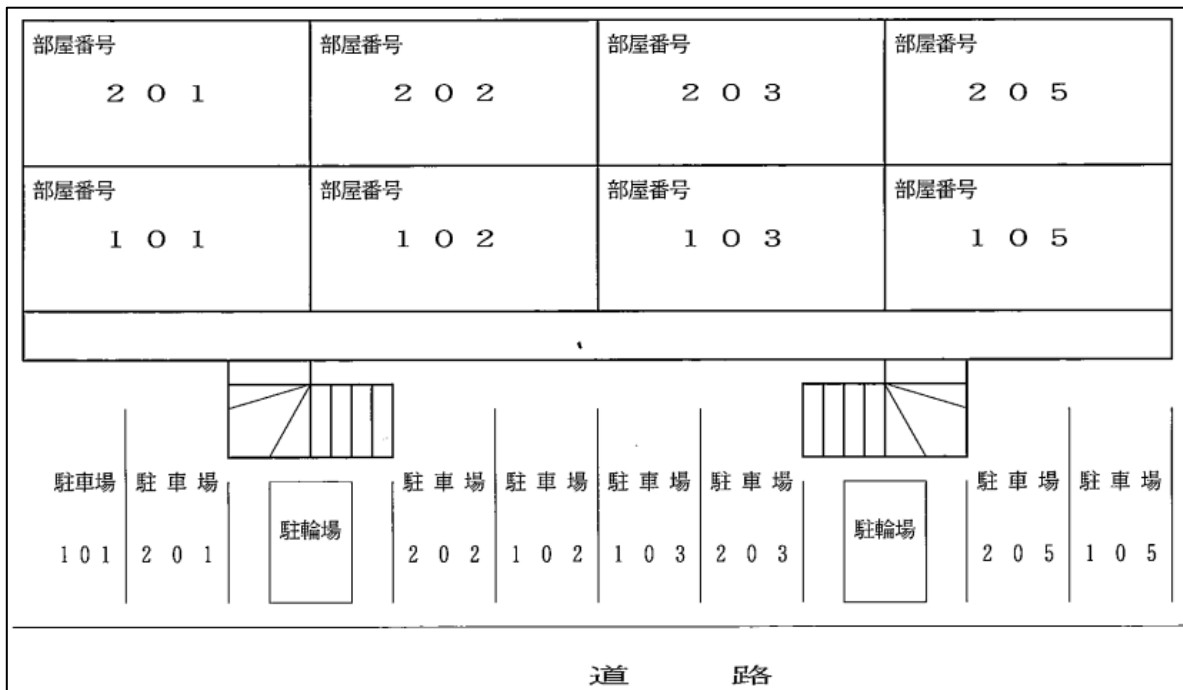 部屋番号 部屋番号 部屋番号 部屋番号
201 202 203 205
部屋番号 部屋番号 部屋番号 部屋番号
101 102 103 105
駐車場 駐車場 駐車場 駐車場 駐車場 駐車場 駐車場 駐車場
駐輪場 駐輪場
101 201 202 102 103 203 205 105
道路